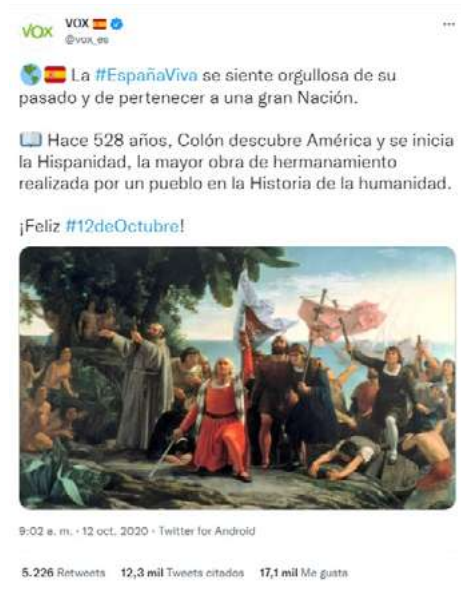 VOX
VOX 🇪🇸
@vox_es
🌎🇪🇸 La #EspañaViva se siente orgullosa de su
pasado y de pertenecer a una gran Nación.
📖 Hace 528 años, Colón descubre América y se inicia
la Hispanidad, la mayor obra de hermanamiento
realizada por un pueblo en la Historia de la humanidad.
¡Feliz #12deOctubre!
9:02 a. m. · 12 oct. 2020 · Twitter for Android
5.226 Retweets 12,3 mil Tweets citados 17,1 mil Me gusta